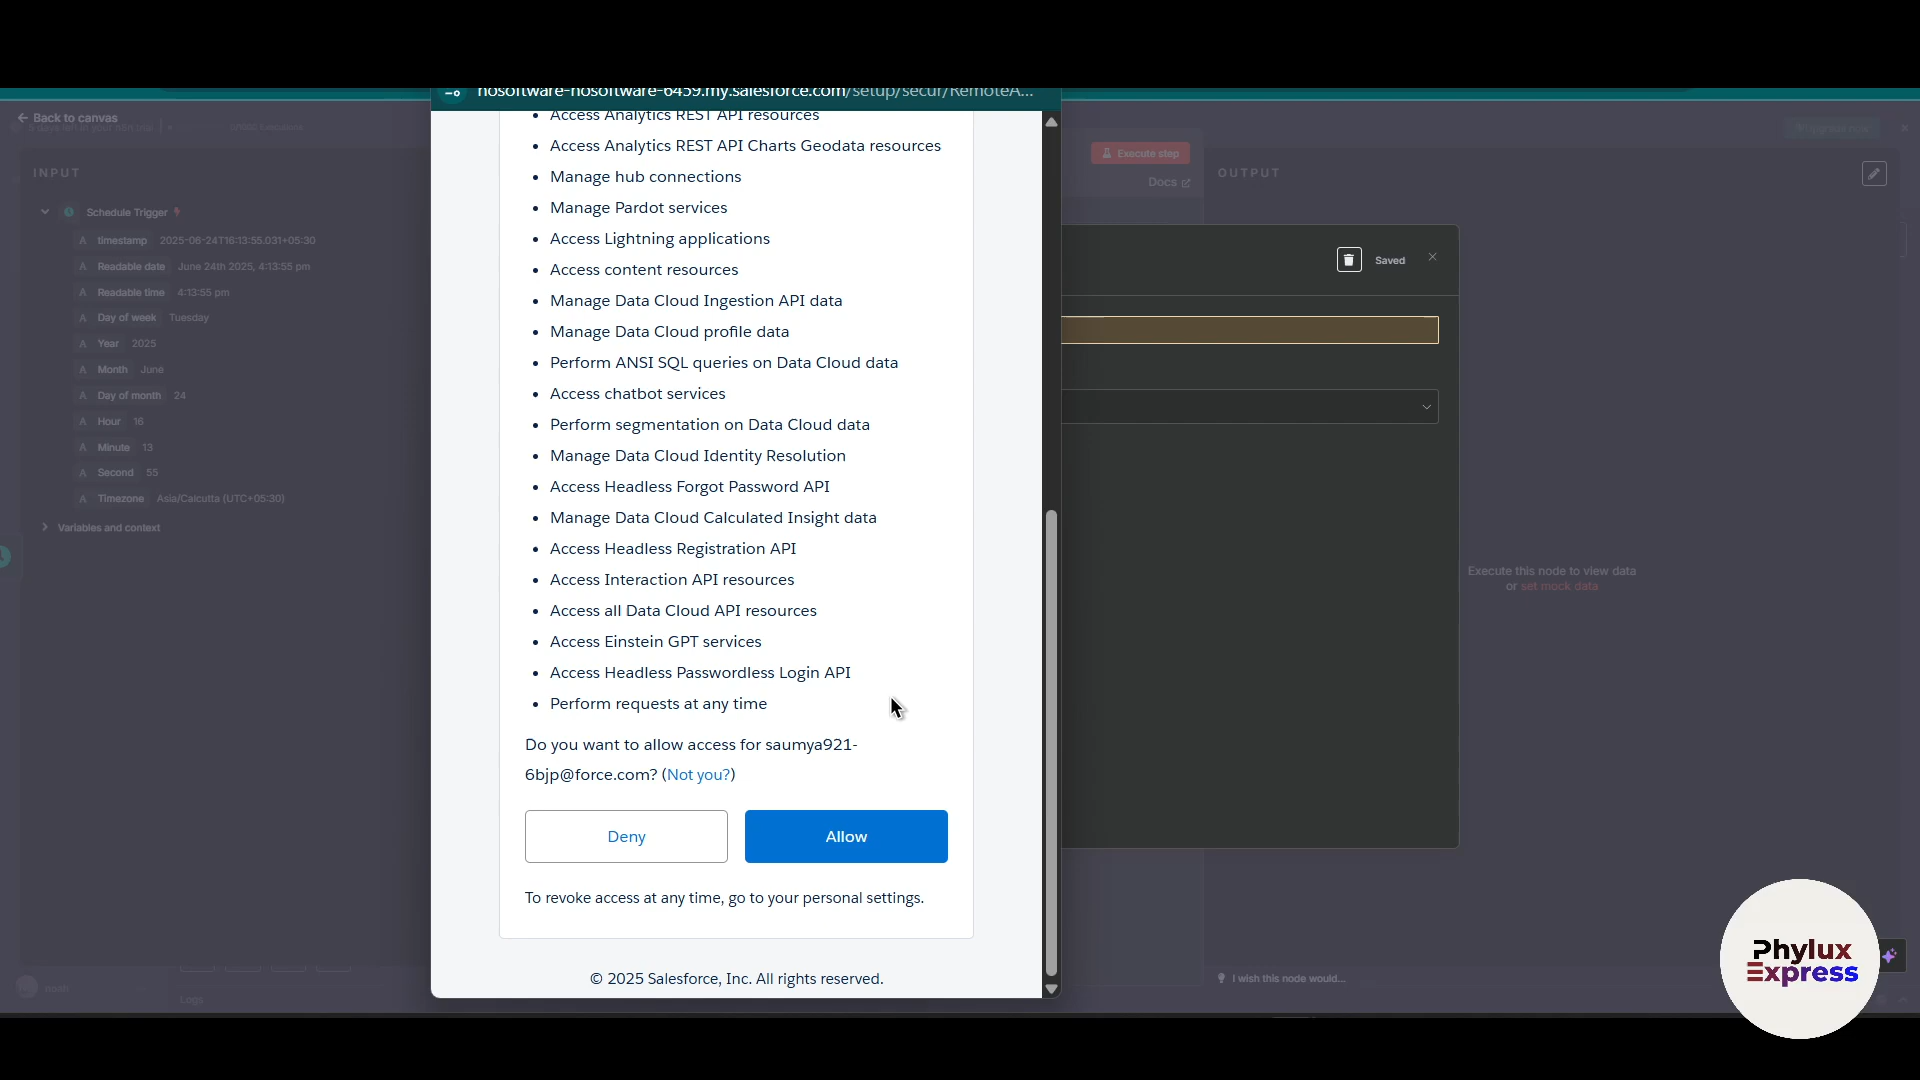 nosoftware-nosoftware-6459.my.salesforce.com/setup/secur/RemoteA...
Back to canvas
INPUT
Schedule Trigger
A timestamp 2025-06-24T16:13:55.031+05:30
A Readable date June 24th 2025, 4:13:55 pm
A Readable time 4:13:55 pm
A Day of week Tuesday
A Year 2025
A Month June
A Day of month 24
A Hour 16
A Minute 13
A Second 55
A Timezone Asia/Calcutta (UTC+05:30)
Variables and context
Logs
• Access Analytics REST API resources
• Access Analytics REST API Charts Geodata resources
• Manage hub connections
• Manage Pardot services
• Access Lightning applications
• Access content resources
• Manage Data Cloud Ingestion API data
• Manage Data Cloud profile data
• Perform ANSI SQL queries on Data Cloud data
• Access chatbot services
• Perform segmentation on Data Cloud data
• Manage Data Cloud Identity Resolution
• Access Headless Forgot Password API
• Manage Data Cloud Calculated Insight data
• Access Headless Registration API
• Access Interaction API resources
• Access all Data Cloud API resources
• Access Einstein GPT services
• Access Headless Passwordless Login API
• Perform requests at any time
Do you want to allow access for saumya921-
6bjp@force.com? (Not you?)
Deny
Allow
To revoke access at any time, go to your personal settings.
© 2025 Salesforce, Inc. All rights reserved.
Execute step
Docs
Saved
OUTPUT
Execute this node to view data
or set mock data
I wish this node would...
Phylux
Express